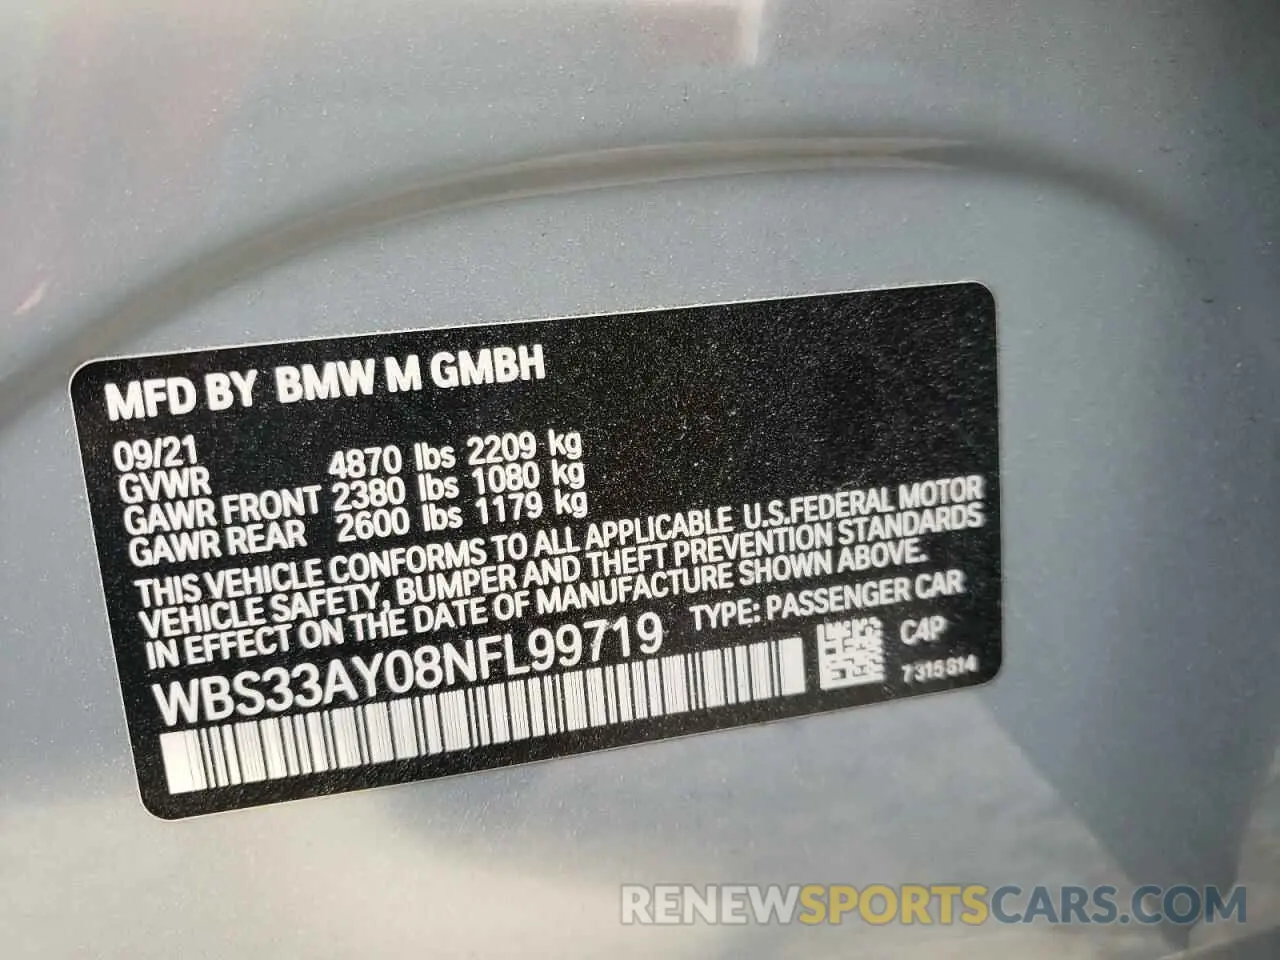 MFD BY BMW M GMBH
09/21
GVWR 4870 lbs 2209 kg
GAWR FRONT 2380 lbs 1080 kg
GAWR REAR 2600 lbs 1179 kg
THIS VEHICLE CONFORMS TO ALL APPLICABLE U.S.FEDERAL MOTOR
VEHICLE SAFETY, BUMPER AND THEFT PREVENTION STANDARDS
IN EFFECT ON THE DATE OF MANUFACTURE SHOWN ABOVE.
WBS33AY08NFL99719 TYPE: PASSENGER CAR
C4P
7 315 814
RENEWSPORTSCARS.COM